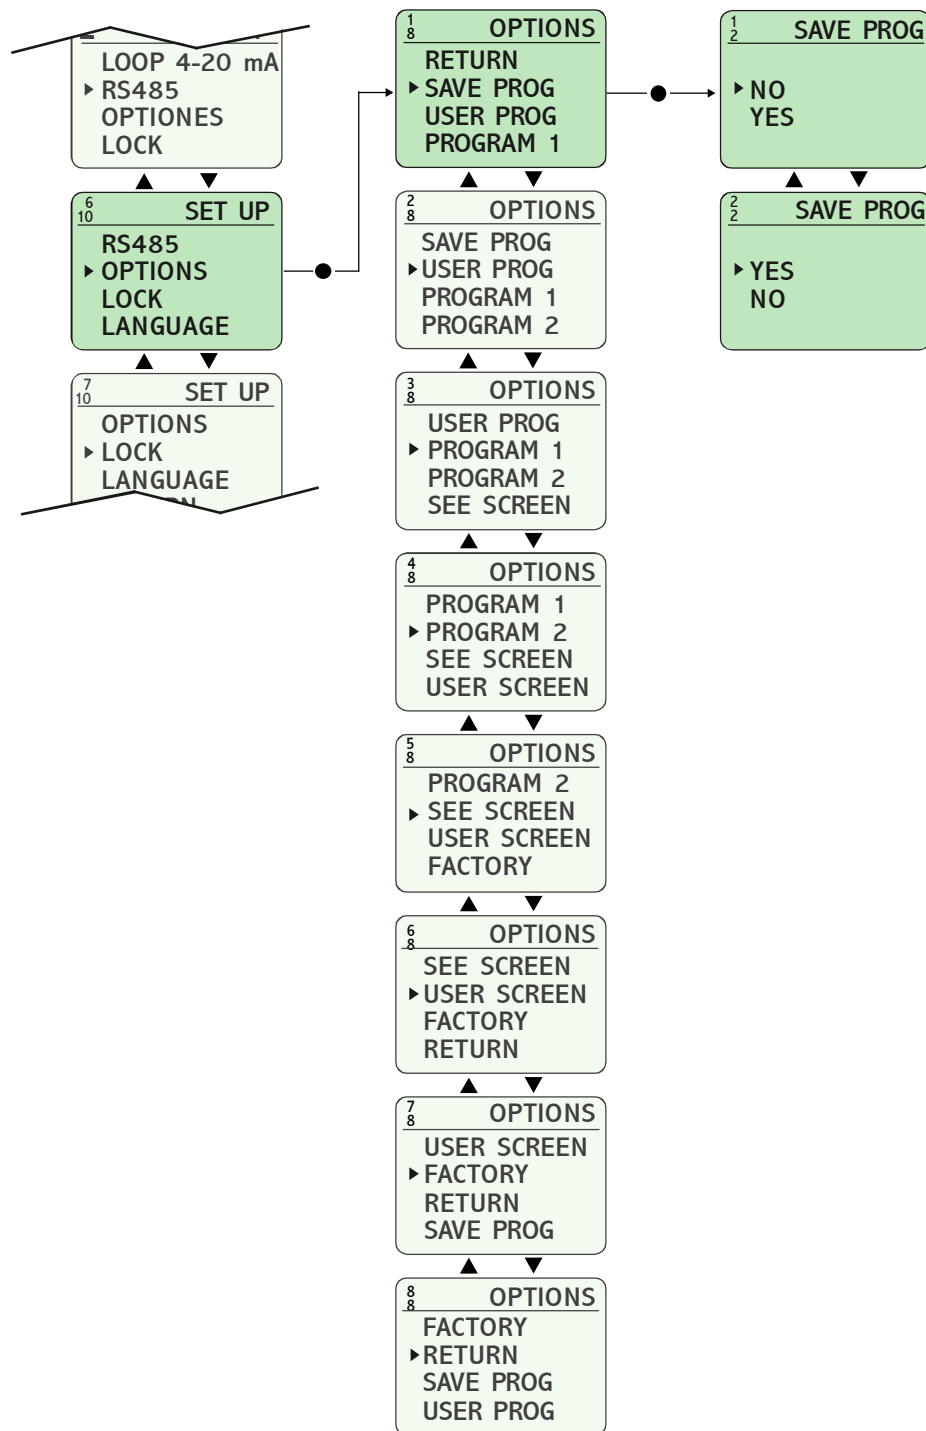 LOOP 4-20 mA
RS485
OPTIONES
LOCK
6
10
SET UP
RS485
OPTIONS
LOCK
LANGUAGE
7
10
SET UP
OPTIONS
LOCK
LANGUAGE
1
8
OPTIONS
RETURN
SAVE PROG
USER PROG
PROGRAM 1
2
8
OPTIONS
SAVE PROG
USER PROG
PROGRAM 1
PROGRAM 2
3
8
OPTIONS
USER PROG
PROGRAM 1
PROGRAM 2
SEE SCREEN
4
8
OPTIONS
PROGRAM 1
PROGRAM 2
SEE SCREEN
USER SCREEN
5
8
OPTIONS
PROGRAM 2
SEE SCREEN
USER SCREEN
FACTORY
6
8
OPTIONS
SEE SCREEN
USER SCREEN
FACTORY
RETURN
7
8
OPTIONS
USER SCREEN
FACTORY
RETURN
SAVE PROG
8
8
OPTIONS
FACTORY
RETURN
SAVE PROG
USER PROG
1
2
SAVE PROG
NO
YES
2
2
SAVE PROG
YES
NO